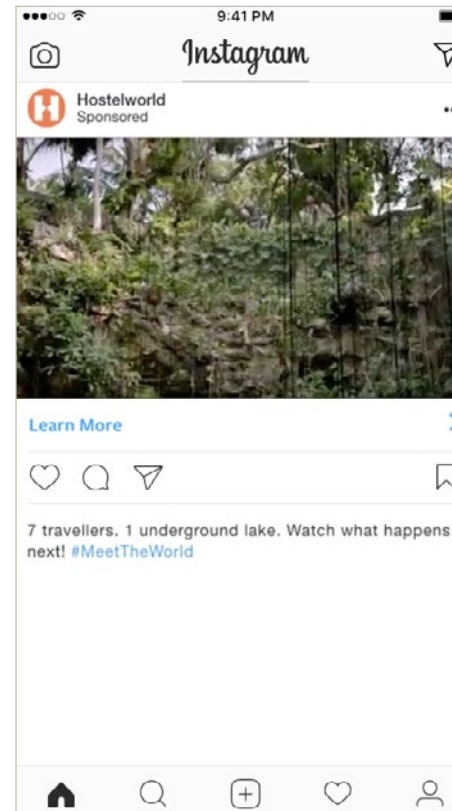 9:41 PM
Instagram
Hostelworld
Sponsored
Learn More
7 travellers. 1 underground lake. Watch what happens
next! #MeetTheWorld